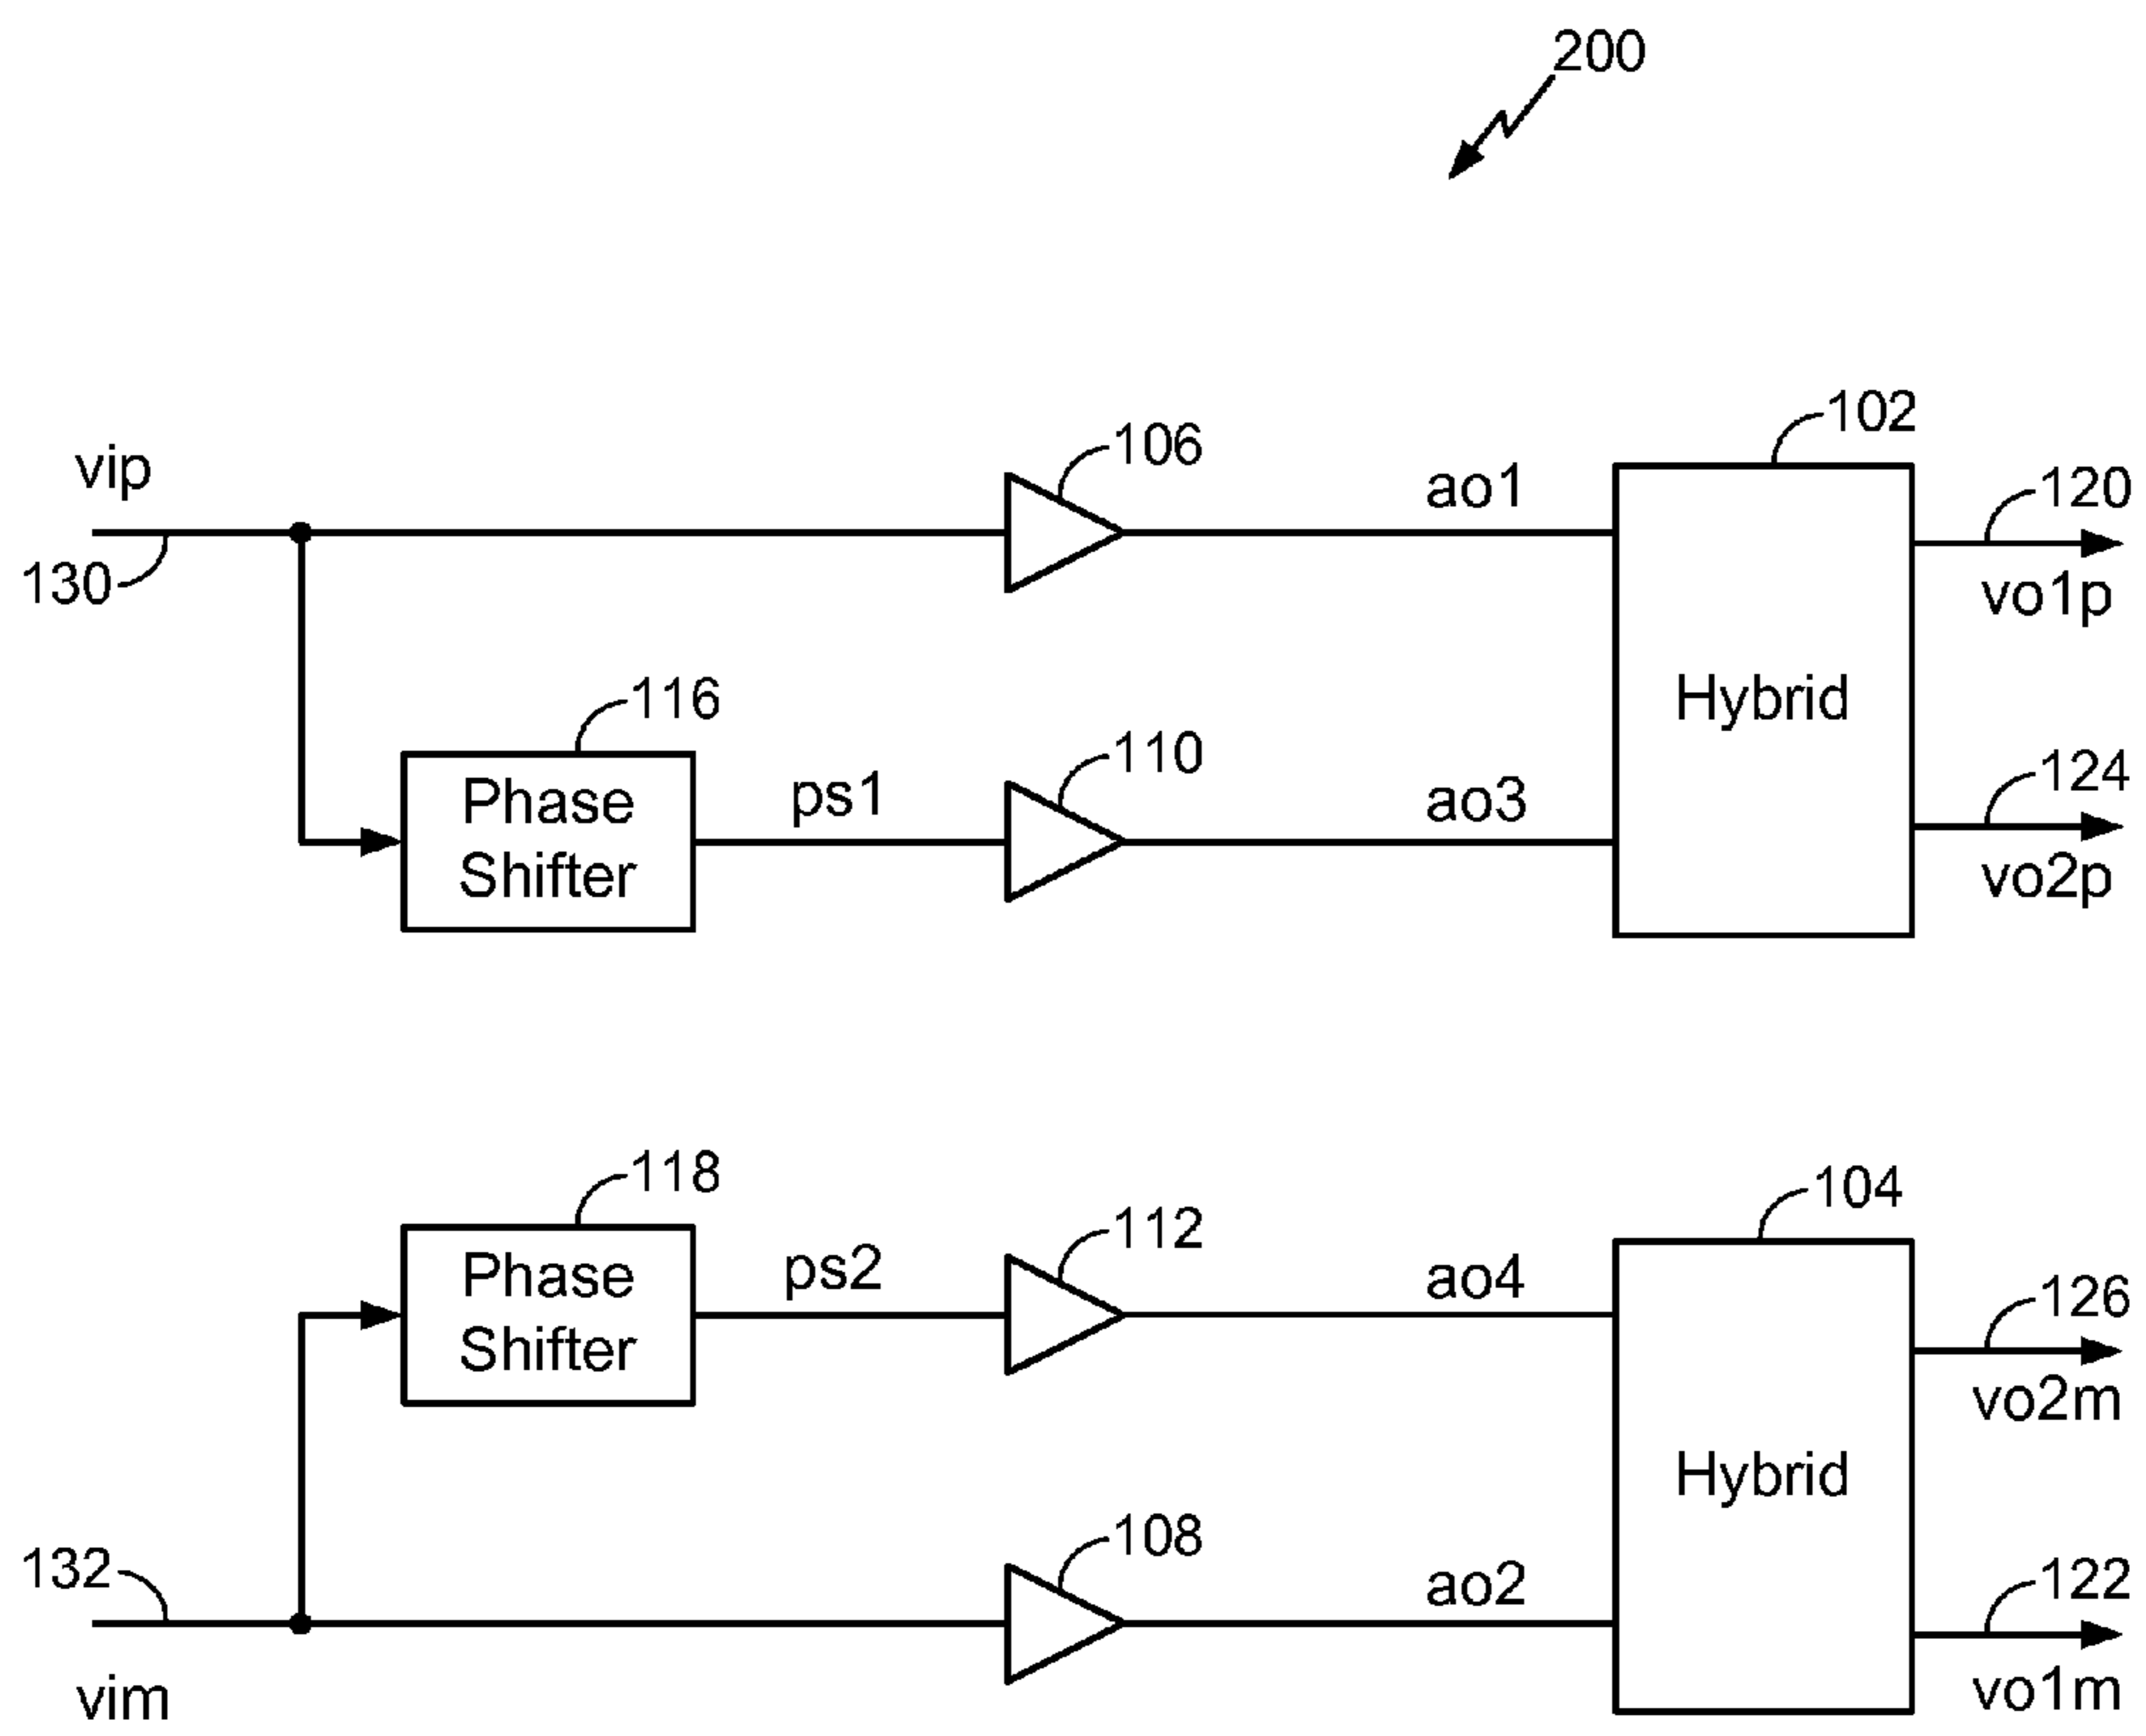 200
102
106
vip
ao1
120
130
vo1p
116
Hybrid
110
124
Phase
Shifter
ps1
ao3
vo2p
118
104
112
Phase
Shifter
ps2
ao4
126
vo2m
Hybrid
108
132
ao2
122
vim
vo1m